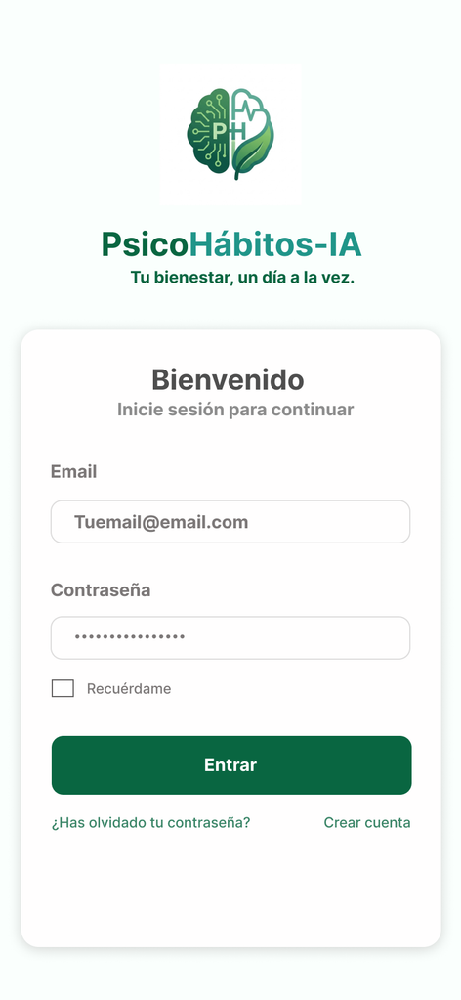 PH
PsicoHábitos-IA
Tu bienestar, un día a la vez.
Bienvenido
Inicie sesión para continuar
Email
Tuemail@email.com
Contraseña
••••••••••••••••
Recuérdame
Entrar
¿Has olvidado tu contraseña? Crear cuenta